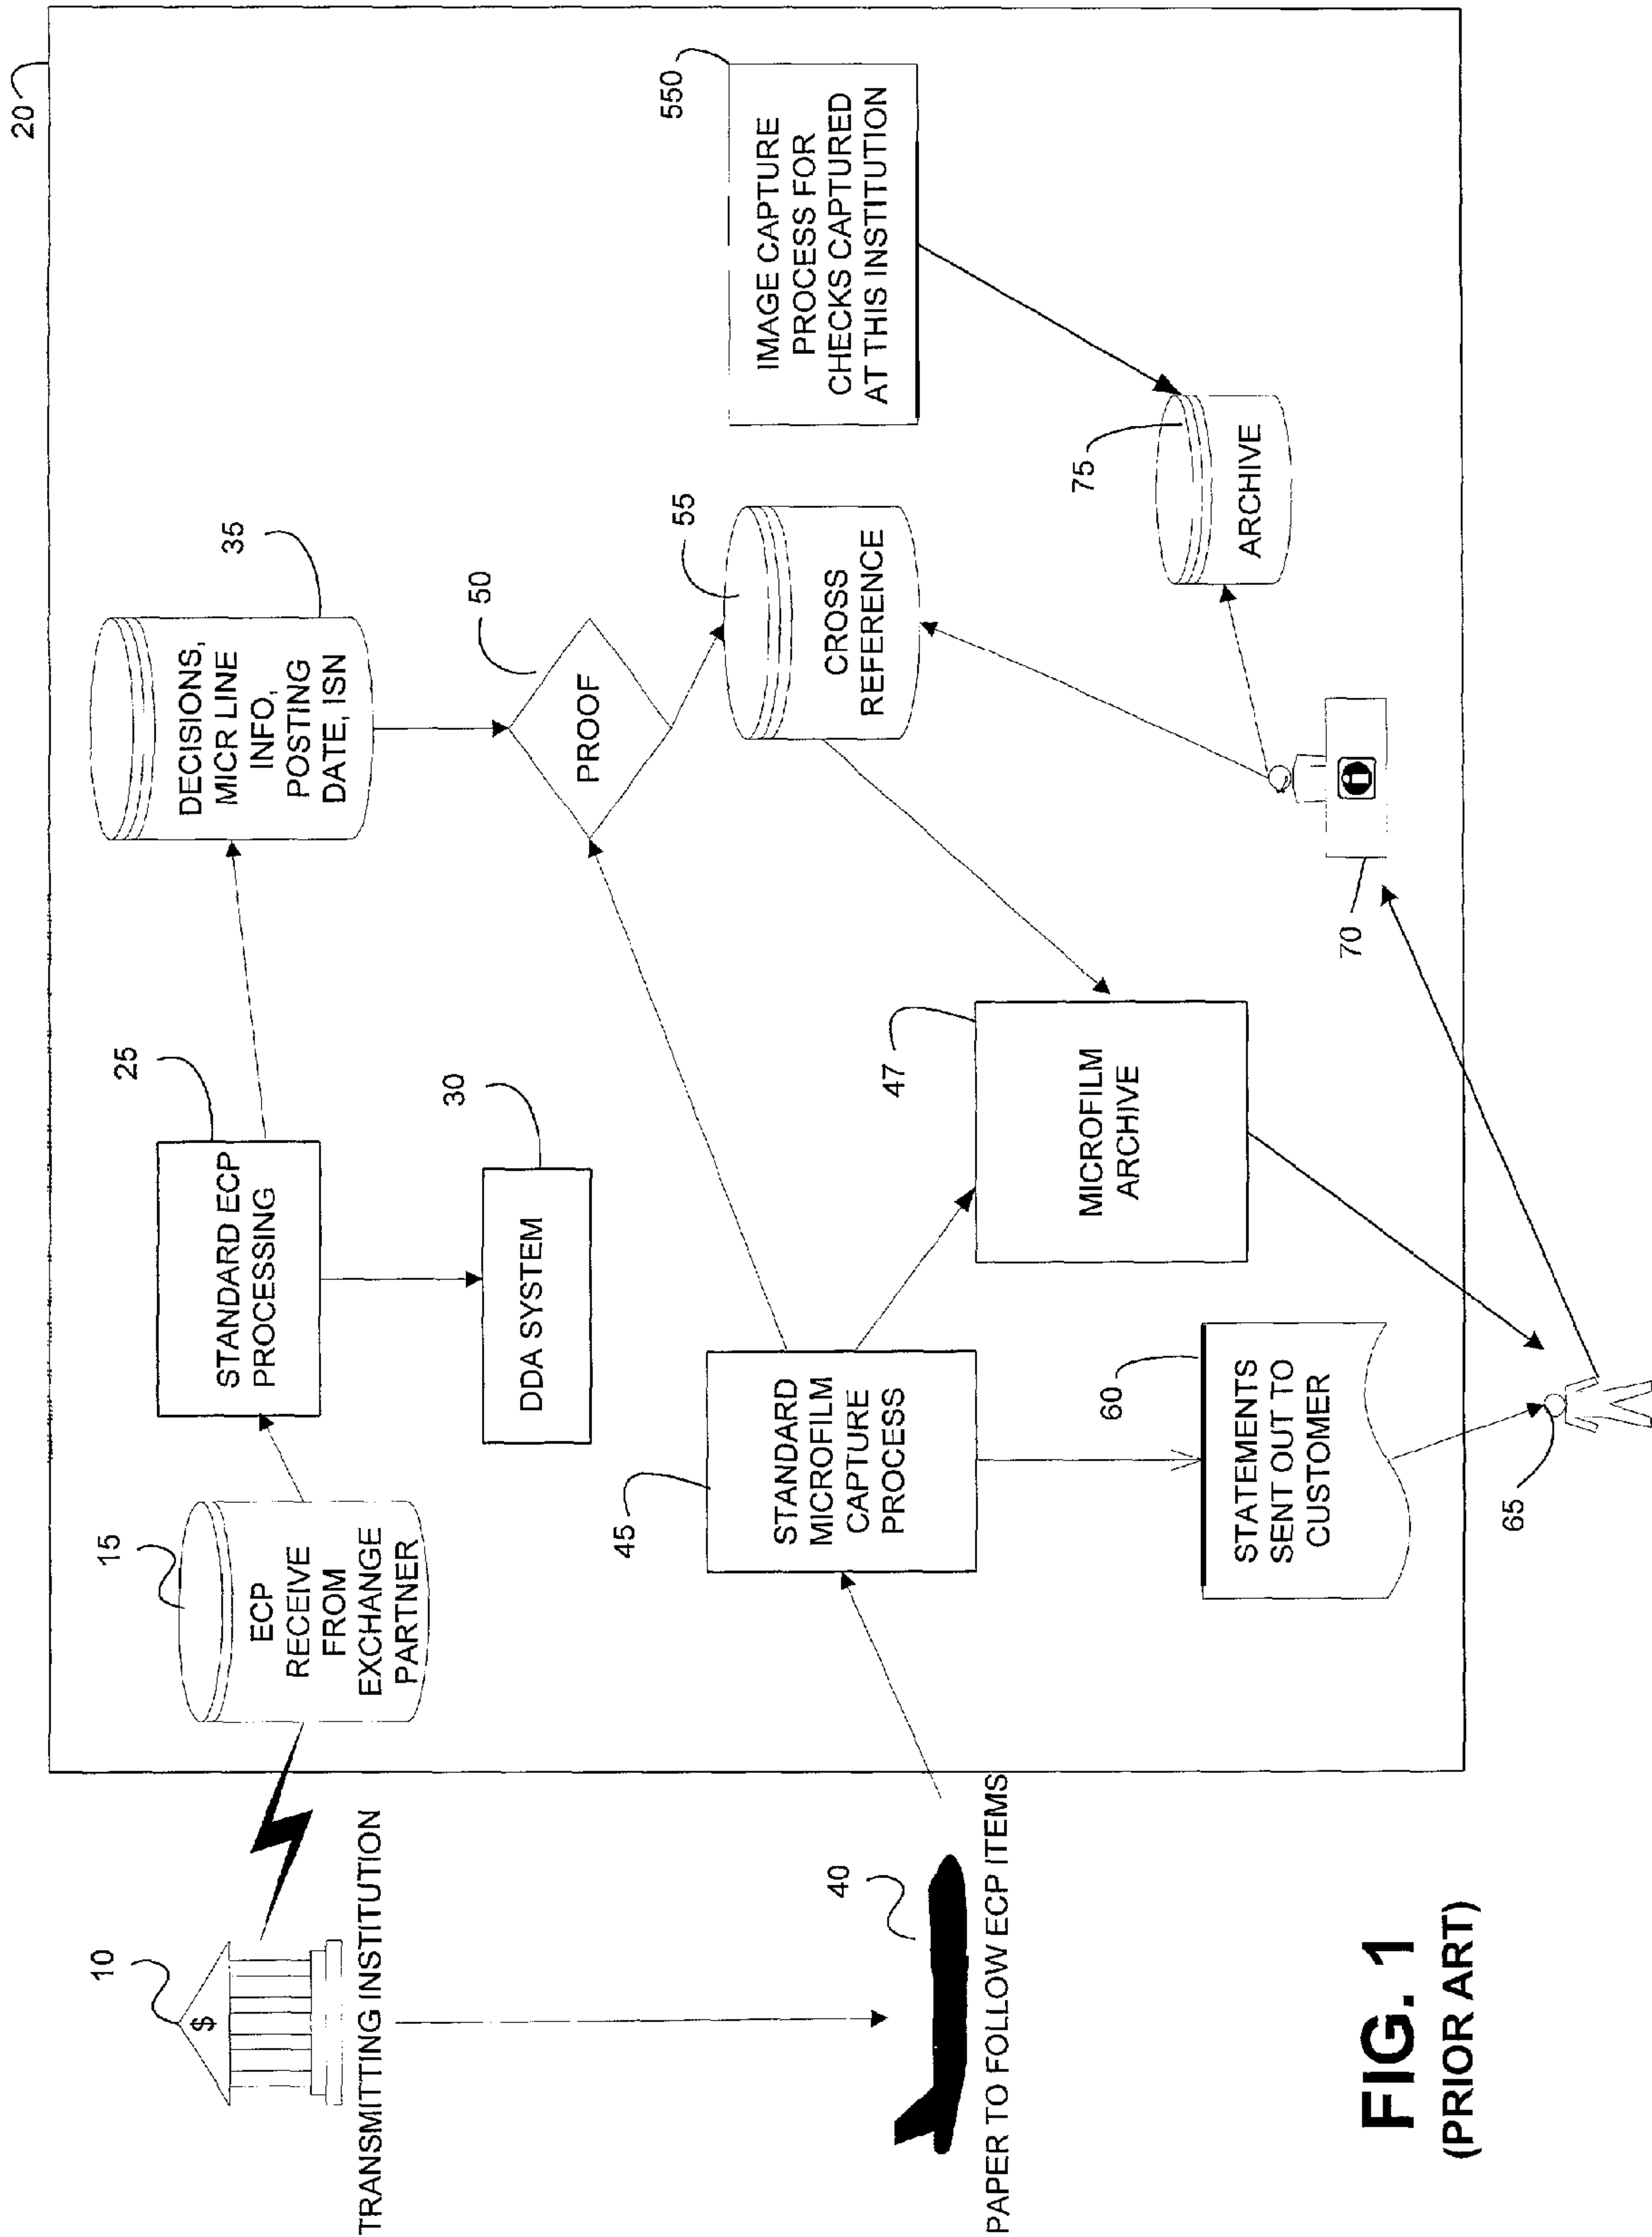 20
10
$
TRANSMITTING INSTITUTION
15
ECP
RECEIVE
FROM
EXCHANGE
PARTNER
25
STANDARD ECP
PROCESSING
30
DDA SYSTEM
35
DECISIONS,
MICR LINE
INFO,
POSTING
DATE, ISN
40
PAPER TO FOLLOW ECP ITEMS
45
STANDARD
MICROFILM
CAPTURE
PROCESS
50
PROOF
55
CROSS
REFERENCE
550
IMAGE CAPTURE
PROCESS FOR
CHECKS CAPTURED
AT THIS INSTITUTION
47
MICROFILM
ARCHIVE
60
STATEMENTS
SENT OUT TO
CUSTOMER
75
ARCHIVE
70
i
65
FIG. 1
(PRIOR ART)